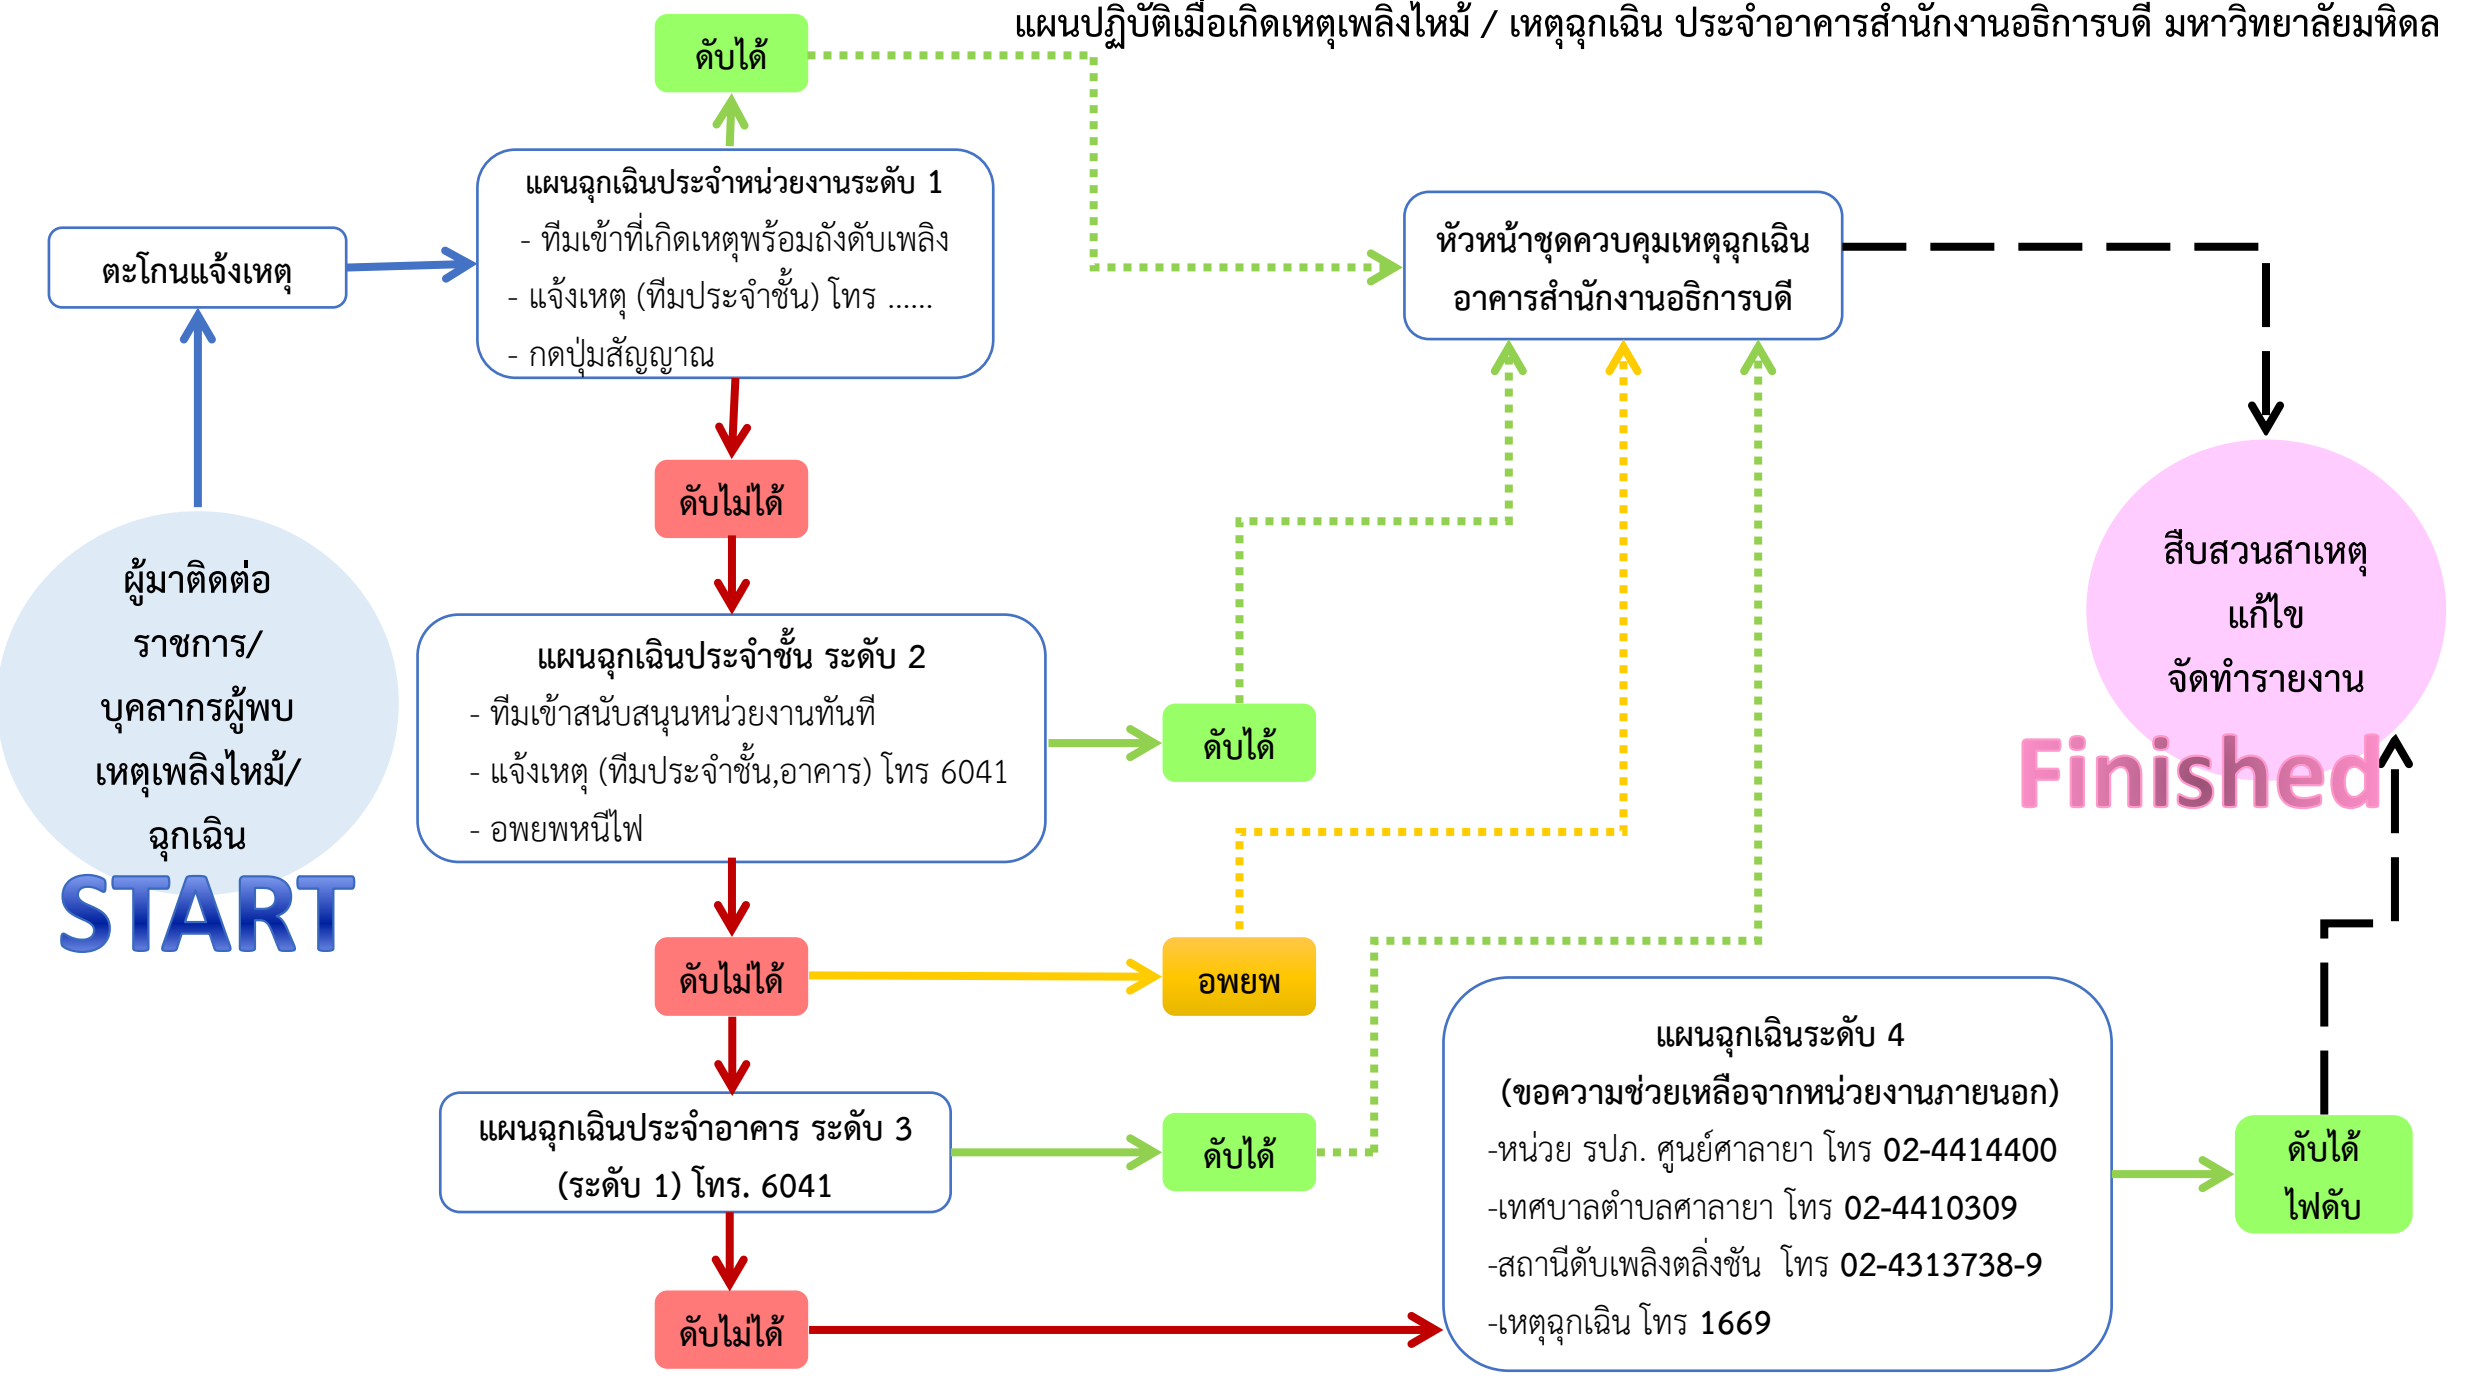 แผนปฏิบัติเมื่อเกิดเหตุเพลิงไหม้ / เหตุฉุกเฉิน ประจำอาคารสำนักงานอธิการบดี มหาวิทยาลัยมหิดล
ดับได้
แผนฉุกเฉินประจำหน่วยงานระดับ 1
- ทีมเข้าที่เกิดเหตุพร้อมถังดับเพลิง
- แจ้งเหตุ (ทีมประจำชั้น) โทร ......
- กดปุ่มสัญญาณ
ตะโกนแจ้งเหตุ
หัวหน้าชุดควบคุมเหตุฉุกเฉิน
อาคารสำนักงานอธิการบดี
ดับไม่ได้
ผู้มาติดต่อ
ราชการ/
บุคลากรผู้พบ
เหตุเพลิงไหม้/
ฉุกเฉิน
START
สืบสวนสาเหตุ
แก้ไข
จัดทำรายงาน
Finished
แผนฉุกเฉินประจำชั้น ระดับ 2
- ทีมเข้าสนับสนุนหน่วยงานทันที
- แจ้งเหตุ (ทีมประจำชั้น,อาคาร) โทร 6041
- อพยพหนีไฟ
ดับได้
ดับไม่ได้
อพยพ
แผนฉุกเฉินประจำอาคาร ระดับ 3
(ระดับ 1) โทร. 6041
ดับได้
ดับไม่ได้
แผนฉุกเฉินระดับ 4
(ขอความช่วยเหลือจากหน่วยงานภายนอก)
-หน่วย รปภ. ศูนย์ศาลายา โทร 02-4414400
-เทศบาลตำบลศาลายา โทร 02-4410309
-สถานีดับเพลิงตลิ่งชัน โทร 02-4313738-9
-เหตุฉุกเฉิน โทร 1669
ดับได้
ไฟดับ